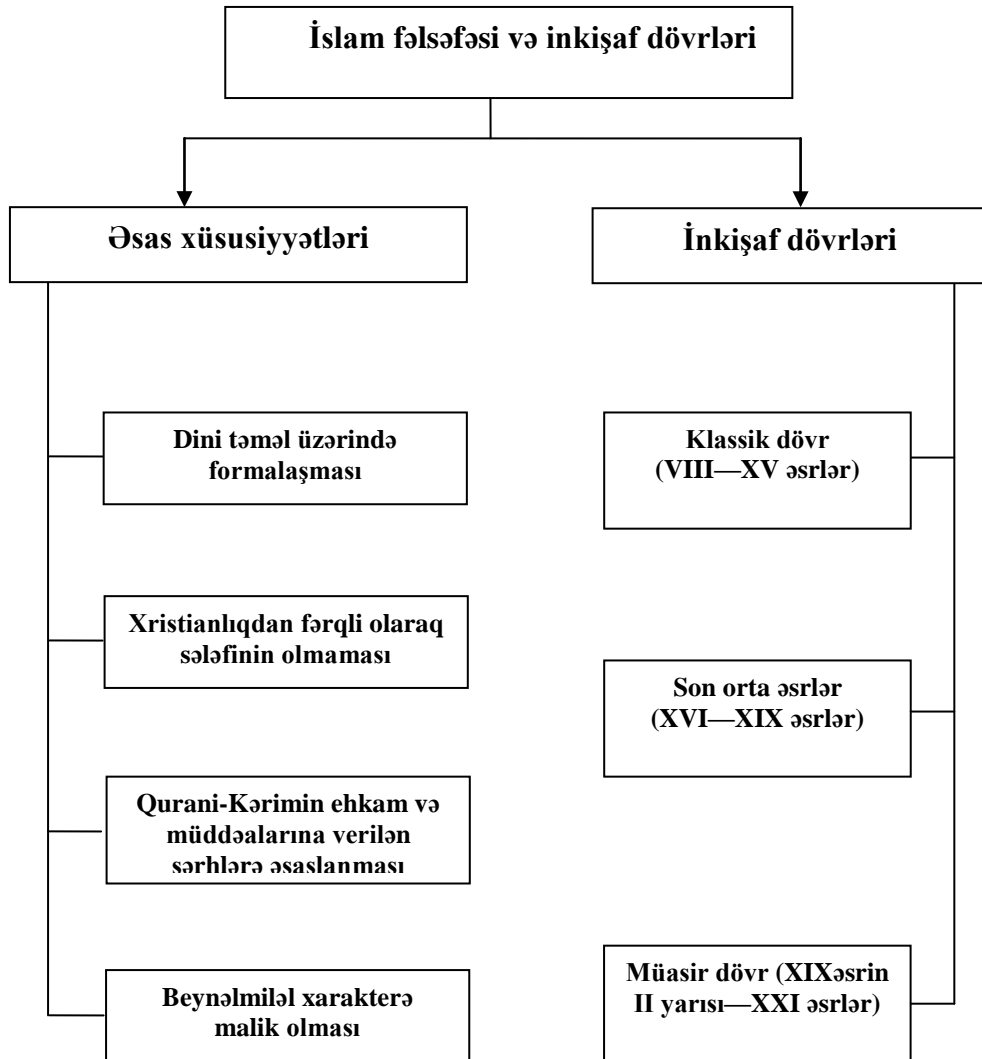 İslam fəlsəfəsi və inkişaf dövrləri
Əsas xüsusiyyətləri
İnkişaf dövrləri
Dini təməl üzərində
formalaşması
Xristianlıqdan fərqli olaraq
sələfinin olmaması
Qurani-Kərimin ehkam və
müddəalarına verilən
şərhlərə əsaslanması
Beynəlmiləl xarakterə
malik olması
Klassik dövr
(VIII—XV əsrlər)
Son orta əsrlər
(XVI—XIX əsrlər)
Müasir dövr (XIXəsrin
II yarısı—XXI əsrlər)